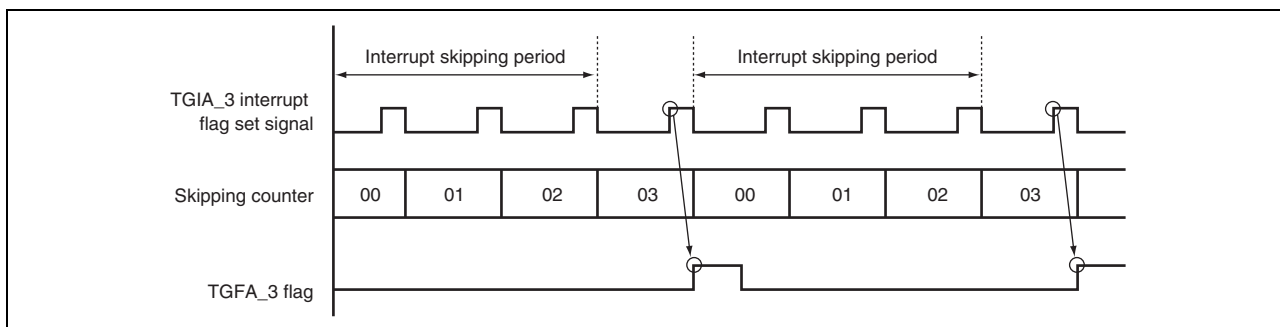 Interrupt skipping period Interrupt skipping period
TGIA_3 interrupt
flag set signal
Skipping counter 00 01 02 03 00 01 02 03
TGFA_3 flag